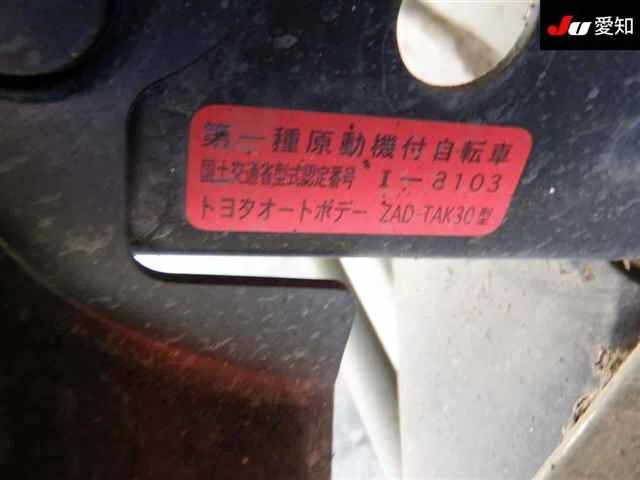 JU 愛知
第一種原動機付自転車
国土交通省型式認定番号 I-8103
トヨタオートボデー ZAD-TAK30型